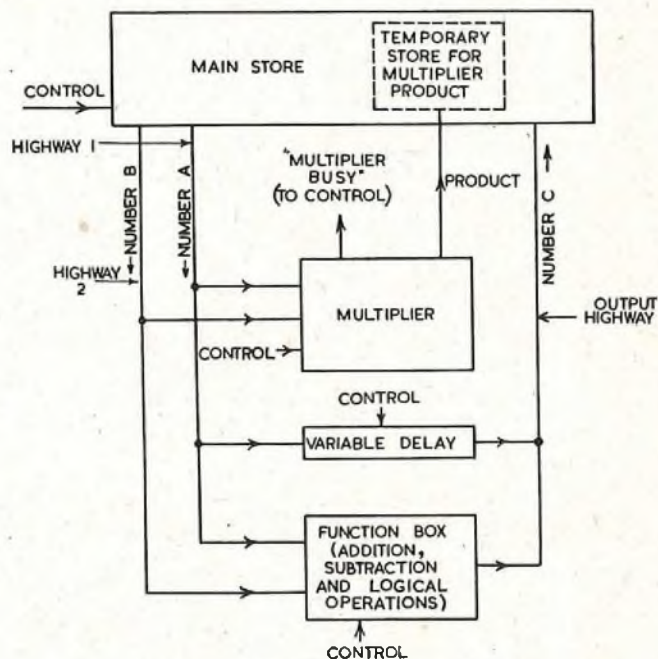 TEMPORARY
STORE FOR
MULTIPLIER
PRODUCT
MAIN STORE
CONTROL
HIGHWAY 1
"MULTIPLIER
BUSY"
(TO CONTROL)
PRODUCT
NUMBER B
NUMBER A
NUMBER C
HIGHWAY
2
MULTIPLIER
OUTPUT
HIGHWAY
CONTROL
CONTROL
VARIABLE DELAY
FUNCTION BOX
(ADDITION,
SUBTRACTION
AND LOGICAL
OPERATIONS)
CONTROL